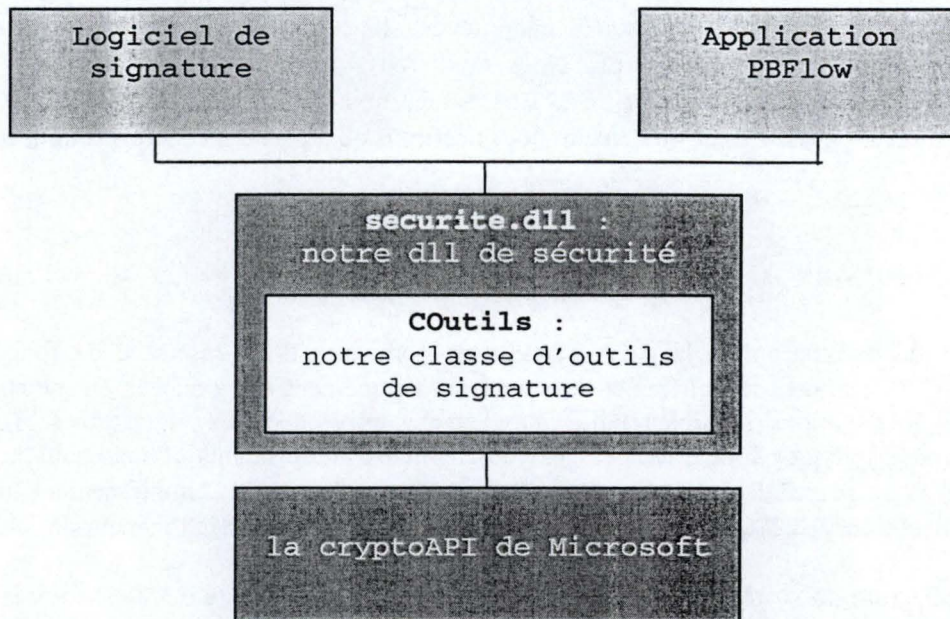 Logiciel de
signature
Application
PBFlow
securite.dll :
notre dll de sécurité
COutils :
notre classe d'outils
de signature
la cryptoAPI de Microsoft